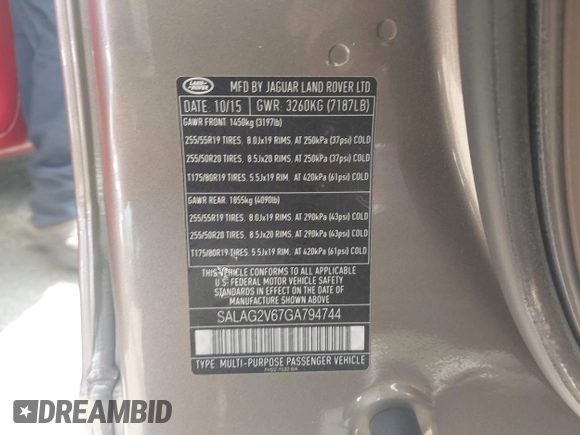 LAND ROVER
MFD BY JAGUAR LAND ROVER LTD
DATE: 10/15 GWR: 3260KG (7187LB)
GAWR FRONT 1450kg (3197lb)
255/55R19 TIRES. 8.0Jx19 RIMS, AT 250kPa (37psi) COLD
255/50R20 TIRES. 8.5Jx20 RIMS, AT 250kPa (37psi) COLD
T175/80R19 TIRES. 5.5Jx19 RIM. AT 420kPa (61psi) COLD
GAWR REAR 1855kg (4090lb)
255/55R19 TIRES. 8.0Jx19 RIMS, AT 290kPa (43psi) COLD
255/50R20 TIRES. 8.5Jx20 RIMS, AT 290kPa (43psi) COLD
T175/80R19 TIRES. 5.5Jx19 RIM. AT 420kPa (61psi) COLD
THIS VEHICLE CONFORMS TO ALL APPLICABLE
U.S. FEDERAL MOTOR VEHICLE SAFETY
STANDARDS IN EFFECT ON THE DATE OF
MANUFACTURE SHOWN ABOVE.
SALAG2V67GA794744
TYPE: MULTI-PURPOSE PASSENGER VEHICLE
DREAMBID